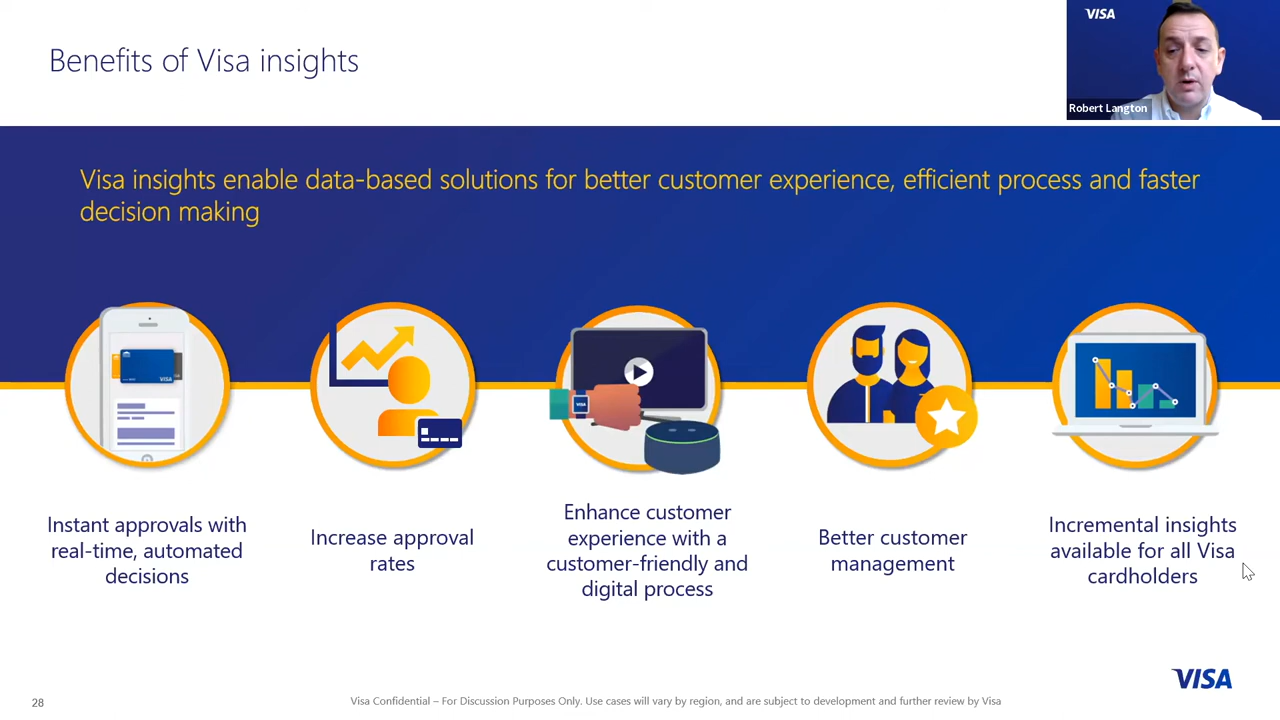 Benefits of Visa insights
VISA
Robert Langton
Visa insights enable data-based solutions for better customer experience, efficient process and faster
decision making
VISA
VISA
Instant approvals with
real-time, automated
decisions
Increase approval
rates
Enhance customer
experience with a
customer-friendly and
digital process
Better customer
management
Incremental insights
available for all Visa
cardholders
VISA
28
Visa Confidential – For Discussion Purposes Only. Use cases will vary by region, and are subject to development and further review by Visa